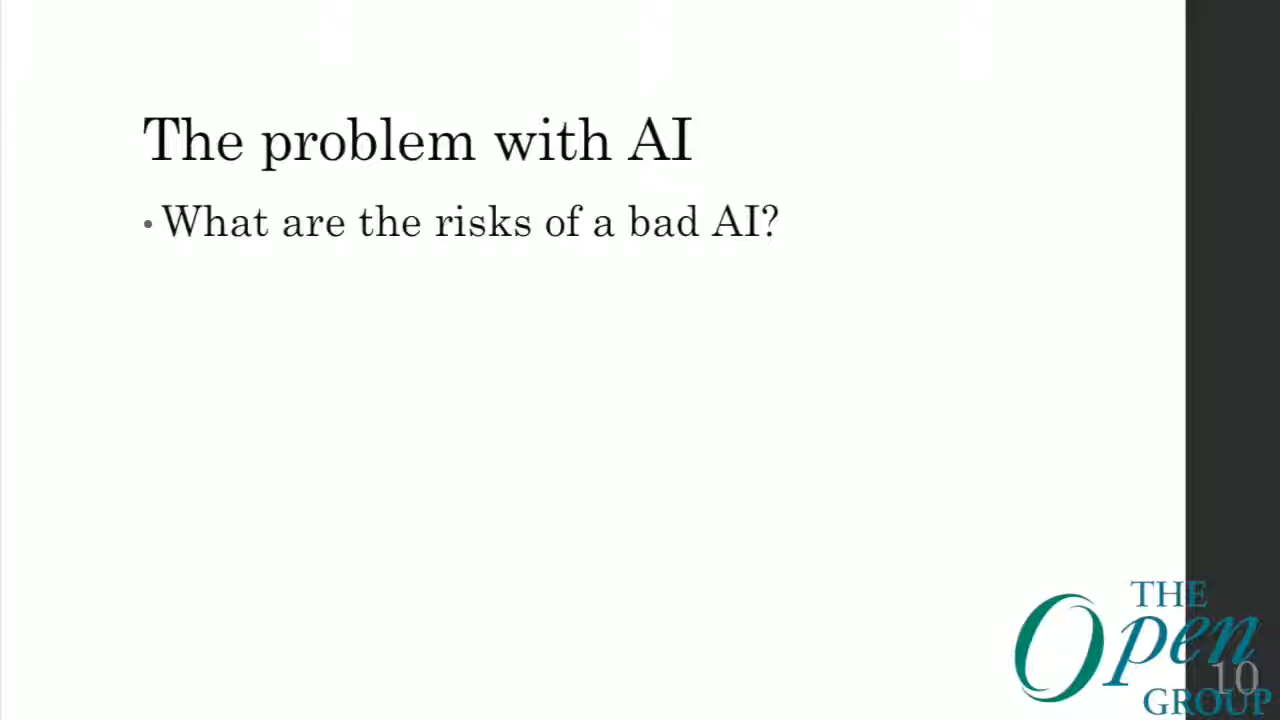 The problem with AI
• What are the risks of a bad AI?
THE
Open
10
GROUP